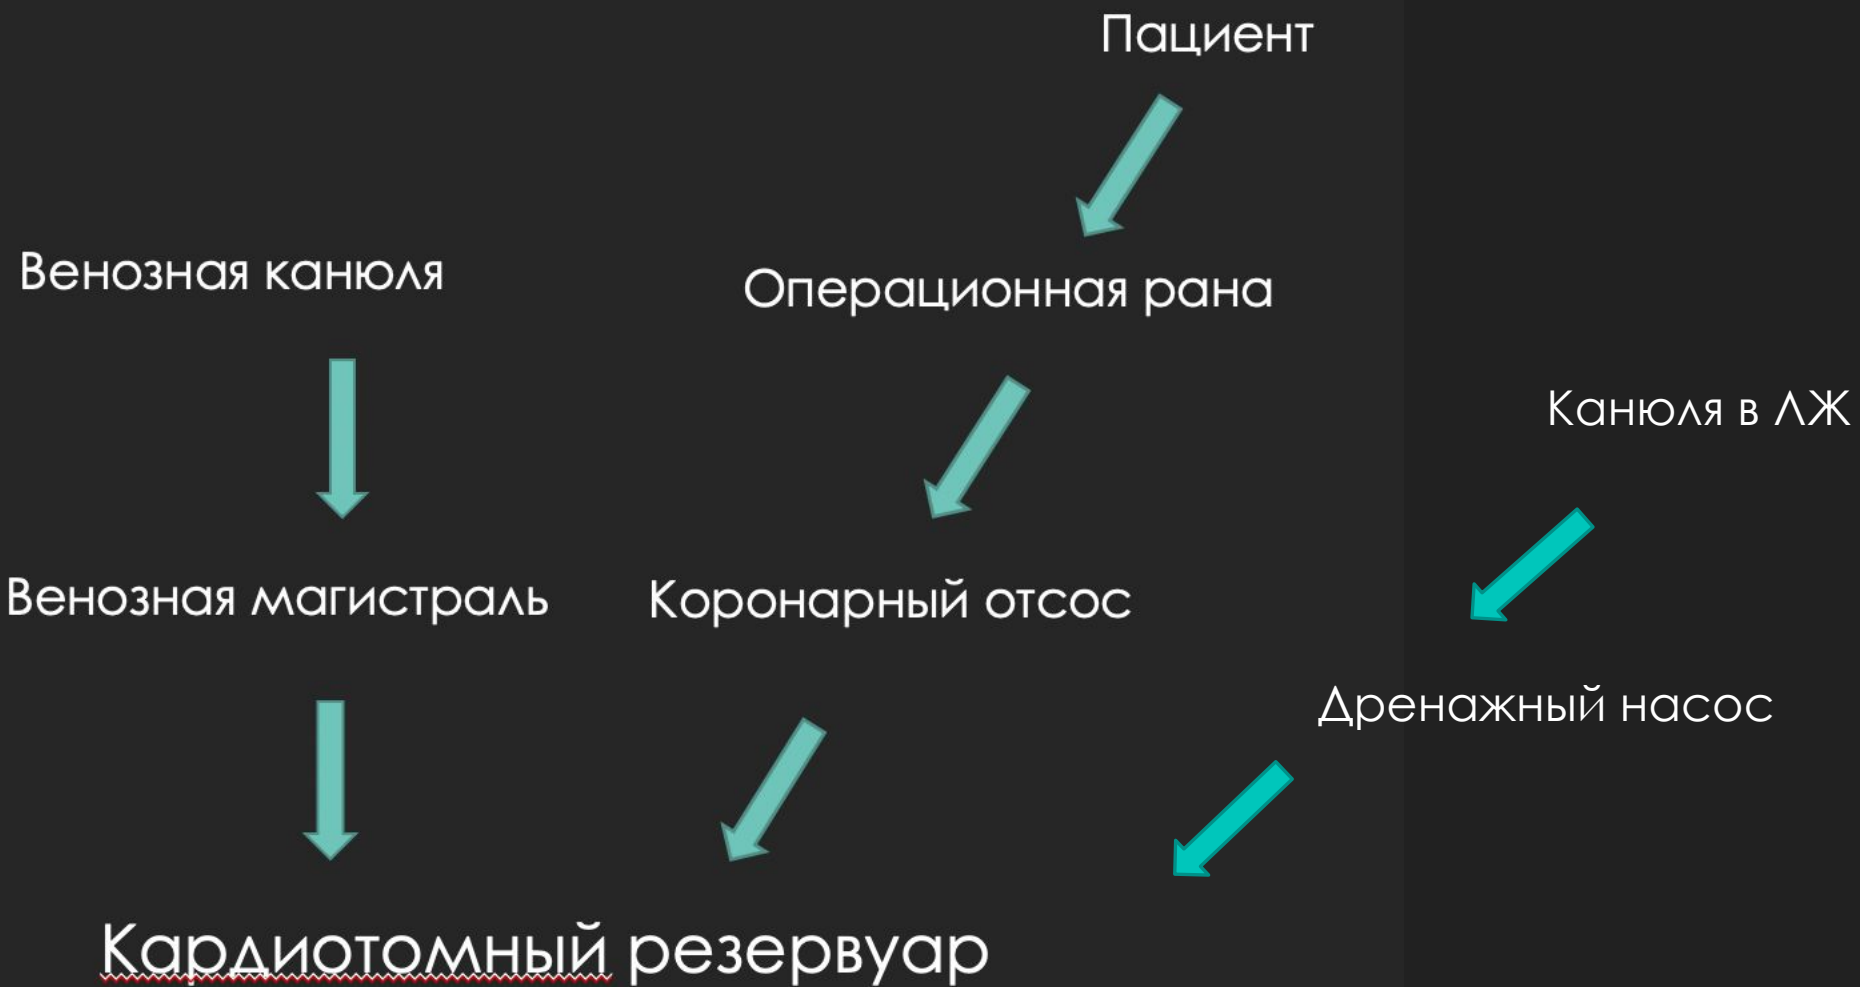 Пациент
Венозная канюля
Операционная рана
Канюля в ЛЖ
Венозная магистраль
Коронарный отсос
Дренажный насос
Кардиотомный резервуар